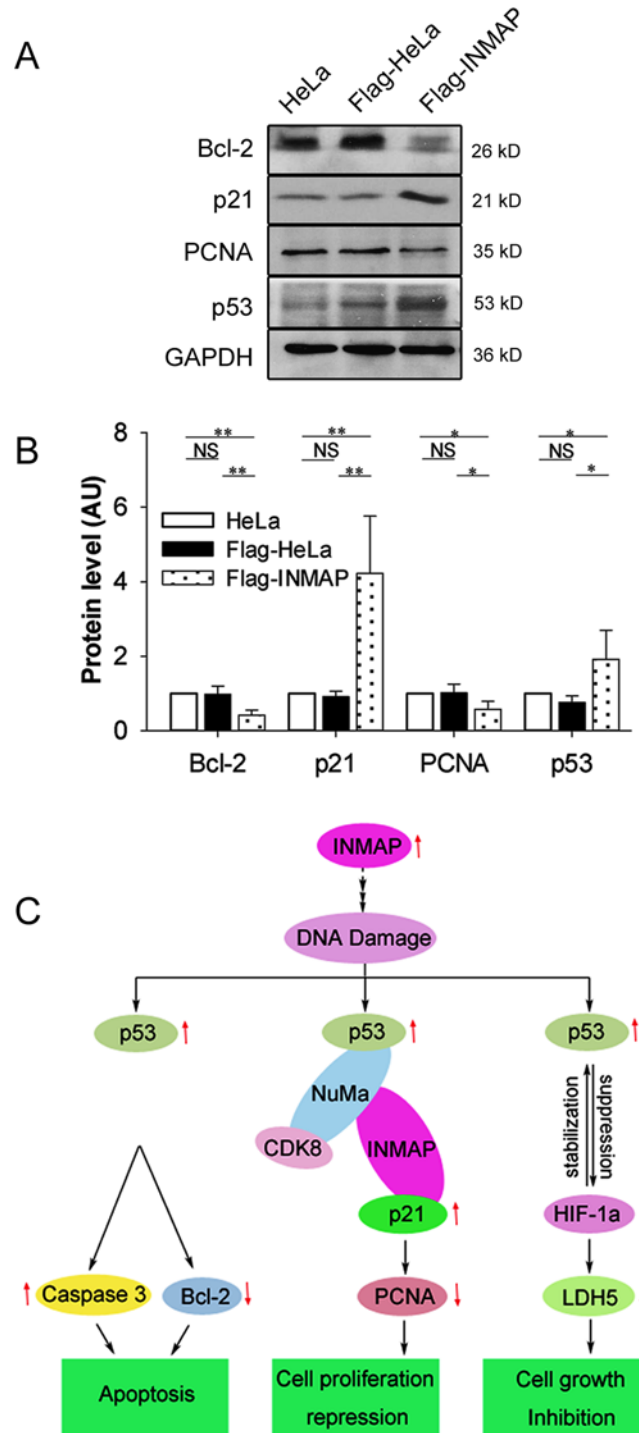 A
HeLa
Flag-HeLa
Flag-INMAP
Bcl-2
26 kD
p21
21 kD
PCNA
35 kD
p53
53 kD
GAPDH
36 kD
B
Protein level (AU)
8
6
4
2
0
** ** * *
NS NS NS NS
** ** * *
HeLa
Flag-HeLa
Flag-INMAP
Bcl-2 p21 PCNA p53
C
INMAP
DNA Damage
p53 p53 p53
NuMa
CDK8
INMAP
stabilization
suppression
p21
HIF-1a
Caspase 3
Bcl-2
PCNA
LDH5
Apoptosis
Cell proliferation
repression
Cell growth
Inhibition